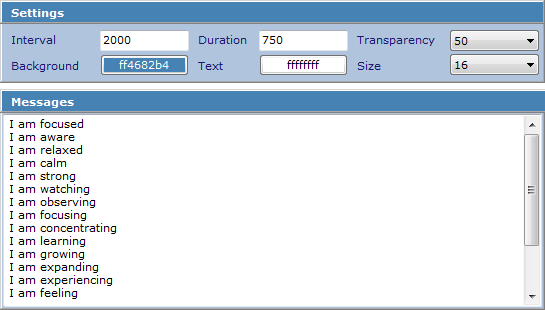 Settings
Interval 2000 Duration 750 Transparency 50
Background ff4682b4 Text ffffffff Size 16
Messages
I am focused
I am aware
I am relaxed
I am calm
I am strong
I am watching
I am observing
I am focusing
I am concentrating
I am learning
I am growing
I am expanding
I am experiencing
I am feeling